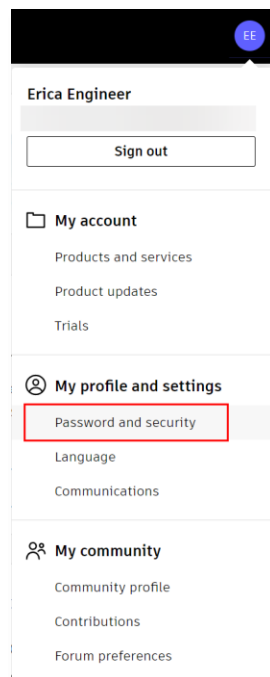 EE
Erica Engineer
Sign out
My account
Products and services
Product updates
Trials
My profile and settings
Password and security
Language
Communications
My community
Community profile
Contributions
Forum preferences